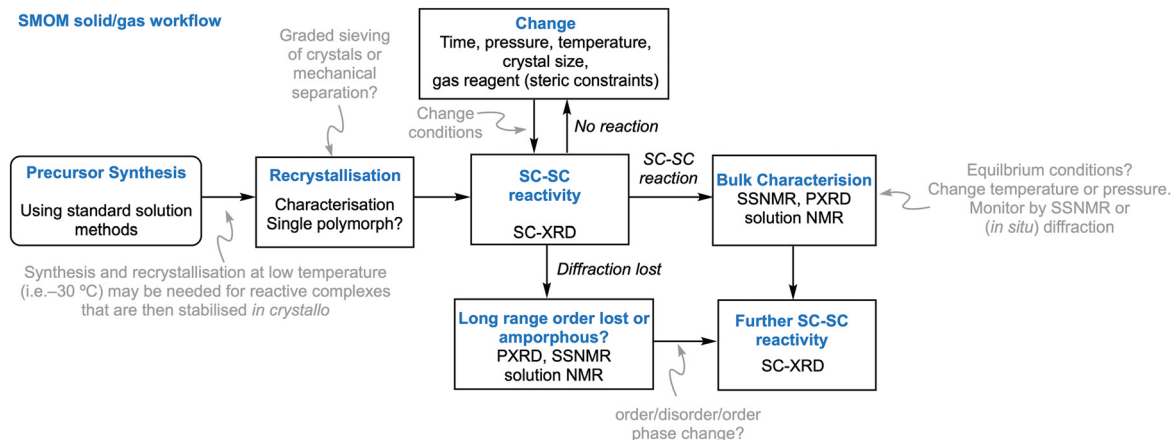 SMOM solid/gas workflow
Graded sieving
of crystals or
mechanical
separation?
Change
Time, pressure, temperature,
crystal size,
gas reagent (steric constraints)
Change
conditions
No reaction
Precursor Synthesis
Using standard solution
methods
Recrystallisation
Characterisation
Single polymorph?
SC-SC
reactivity
SC-XRD
SC-SC
reaction
Bulk Characterision
SSNMR, PXRD
solution NMR
Equilbrium conditions?
Change temperature or pressure.
Monitor by SSNMR or
(in situ) diffraction
Synthesis and recrystallisation at low temperature
(i.e.–30 ºC) may be needed for reactive complexes
that are then stabilised in crystallo
Diffraction lost
Long range order lost or
amporphous?
PXRD, SSNMR
solution NMR
Further SC-SC
reactivity
SC-XRD
order/disorder/order
phase change?